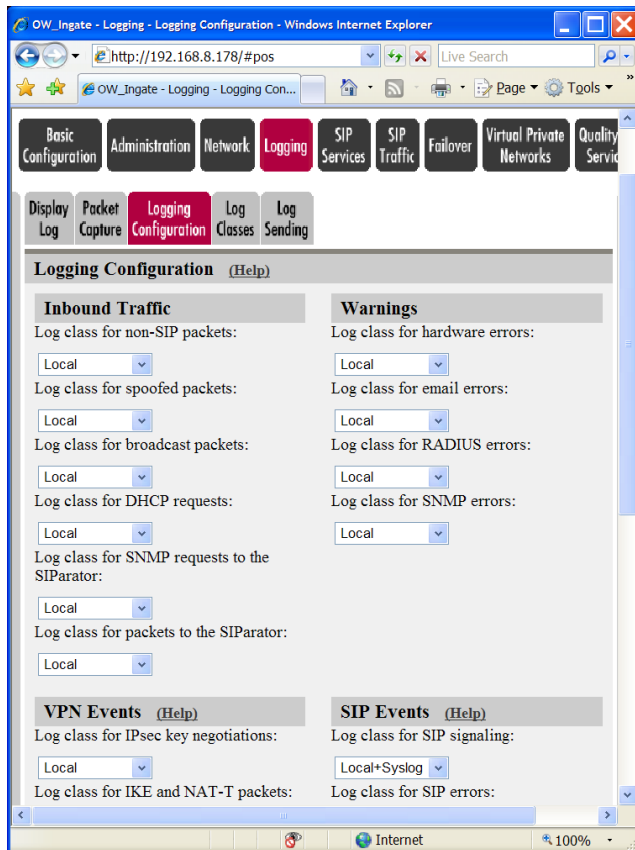 OW_Ingate - Logging - Logging Configuration - Windows Internet Explorer
http://192.168.8.178/#pos
Live Search
OW_Ingate - Logging - Logging Con...
Page
Tools
»
Basic Configuration
Administration
Network
Logging
SIP Services
SIP Traffic
Failover
Virtual Private Networks
Quality
Servic
Display Log
Packet Capture
Logging Configuration
Log Classes
Log Sending
Logging Configuration (Help)
Inbound Traffic
Log class for non-SIP packets:
Local
Log class for spoofed packets:
Local
Log class for broadcast packets:
Local
Log class for DHCP requests:
Local
Log class for SNMP requests to the
SIParator:
Local
Log class for packets to the SIParator:
Local
Warnings
Log class for hardware errors:
Local
Log class for email errors:
Local
Log class for RADIUS errors:
Local
Log class for SNMP errors:
Local
VPN Events (Help)
Log class for IPsec key negotiations:
Local
Log class for IKE and NAT-T packets:
SIP Events (Help)
Log class for SIP signaling:
Local+Syslog
Log class for SIP errors:
Internet
100%